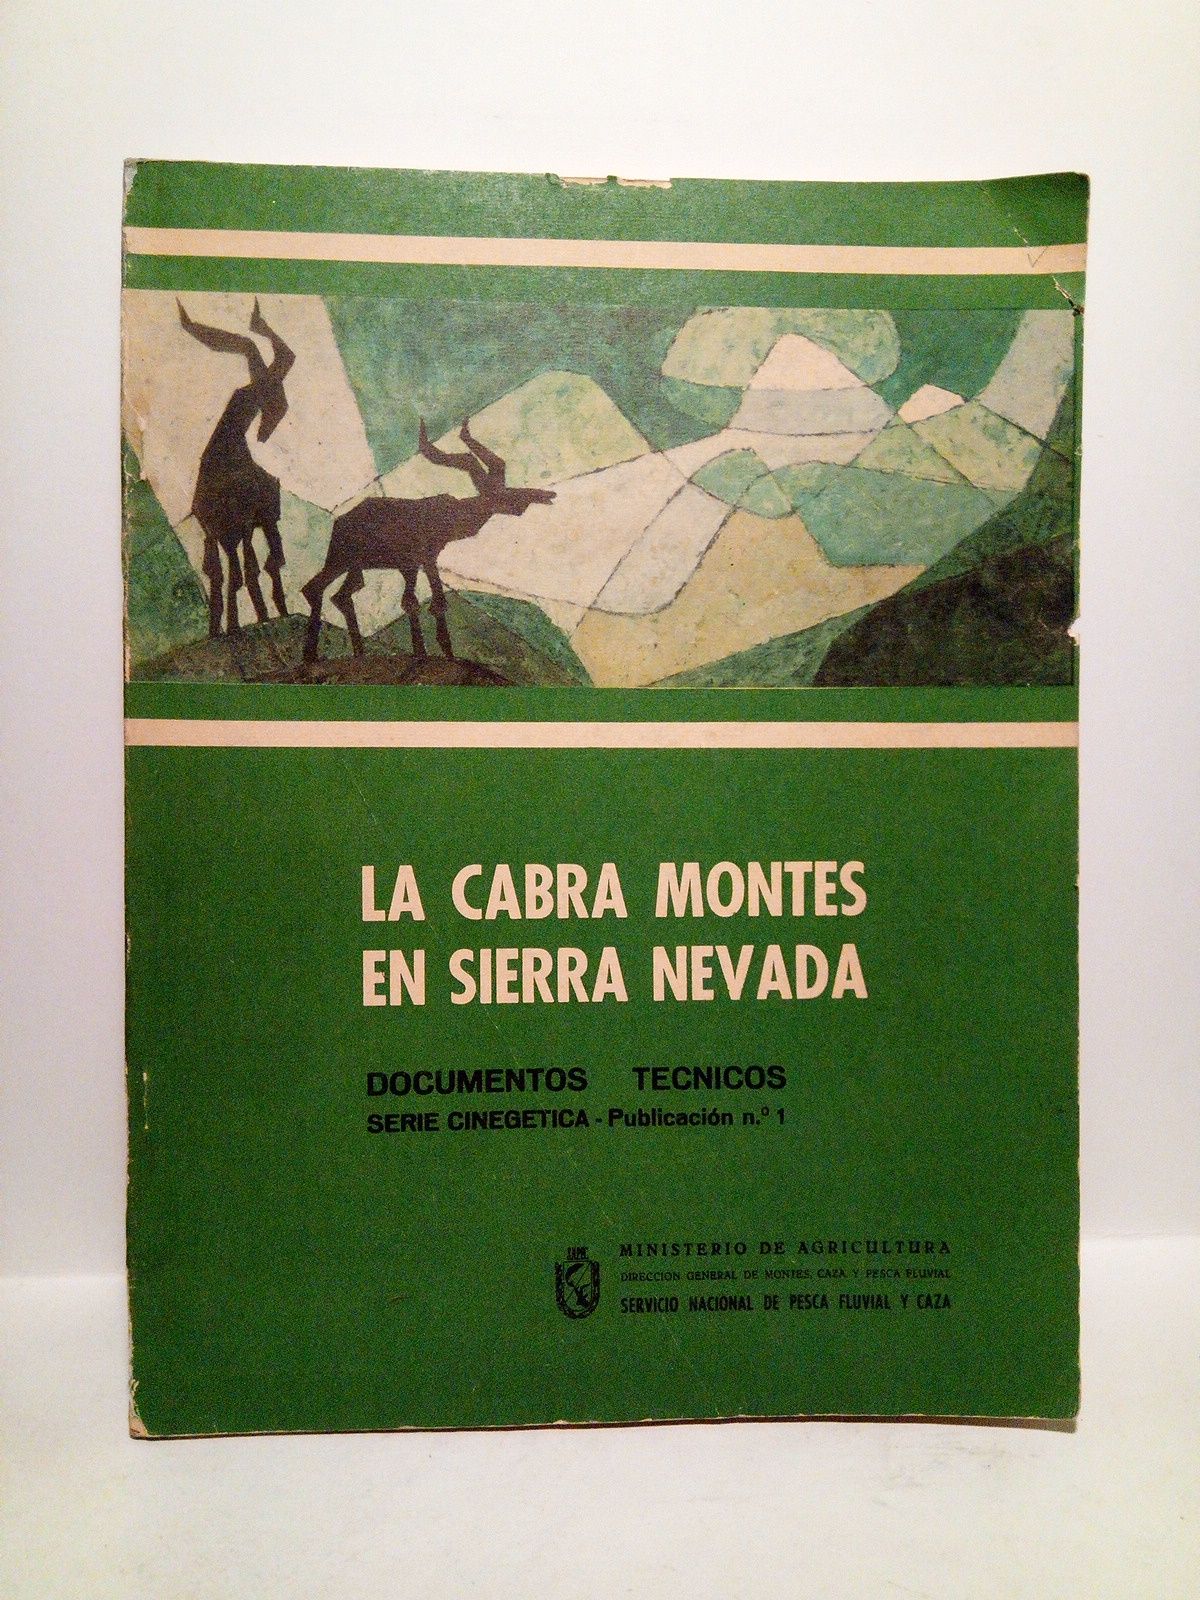 LA CABRA MONTES
EN SIERRA NEVADA
DOCUMENTOS TECNICOS
SERIE CINEGETICA - Publicación n.º 1
MINISTERIO DE AGRICULTURA
DIRECCION GENERAL DE MONTES, CAZA Y PESCA FLUVIAL
SERVICIO NACIONAL DE PESCA FLUVIAL Y CAZA